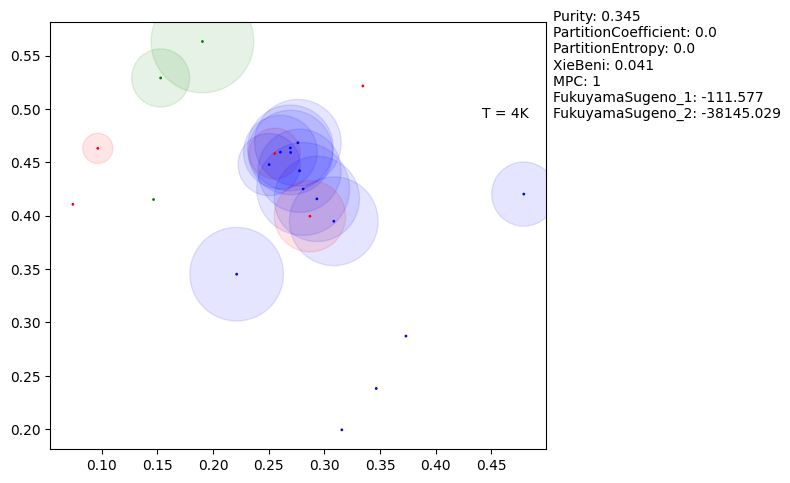 Purity: 0.345
PartitionCoefficient: 0.0
PartitionEntropy: 0.0
XieBeni: 0.041
MPC: 1
FukuyamaSugeno_1: -111.577
FukuyamaSugeno_2: -38145.029
T = 4K
0.55
0.50
0.45
0.40
0.35
0.30
0.25
0.20
0.10 0.15 0.20 0.25 0.30 0.35 0.40 0.45